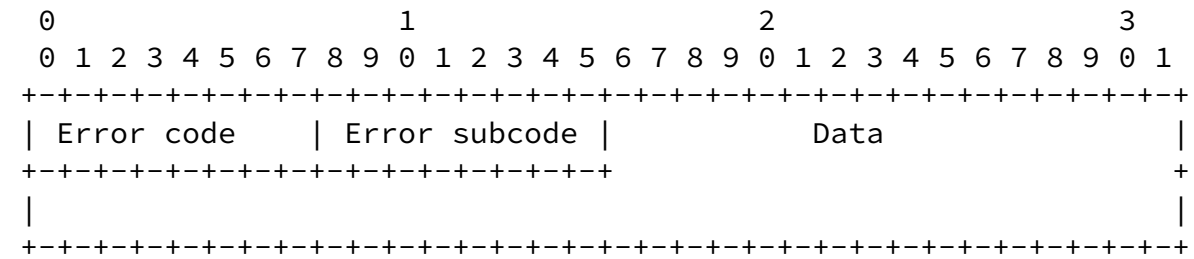 0                   1                   2                   3
 0 1 2 3 4 5 6 7 8 9 0 1 2 3 4 5 6 7 8 9 0 1 2 3 4 5 6 7 8 9 0 1
+-+-+-+-+-+-+-+-+-+-+-+-+-+-+-+-+-+-+-+-+-+-+-+-+-+-+-+-+-+-+-+-+
| Error code    | Error subcode |           Data                |
+-+-+-+-+-+-+-+-+-+-+-+-+-+-+-+-+                               +
|                                                               |
+-+-+-+-+-+-+-+-+-+-+-+-+-+-+-+-+-+-+-+-+-+-+-+-+-+-+-+-+-+-+-+-+